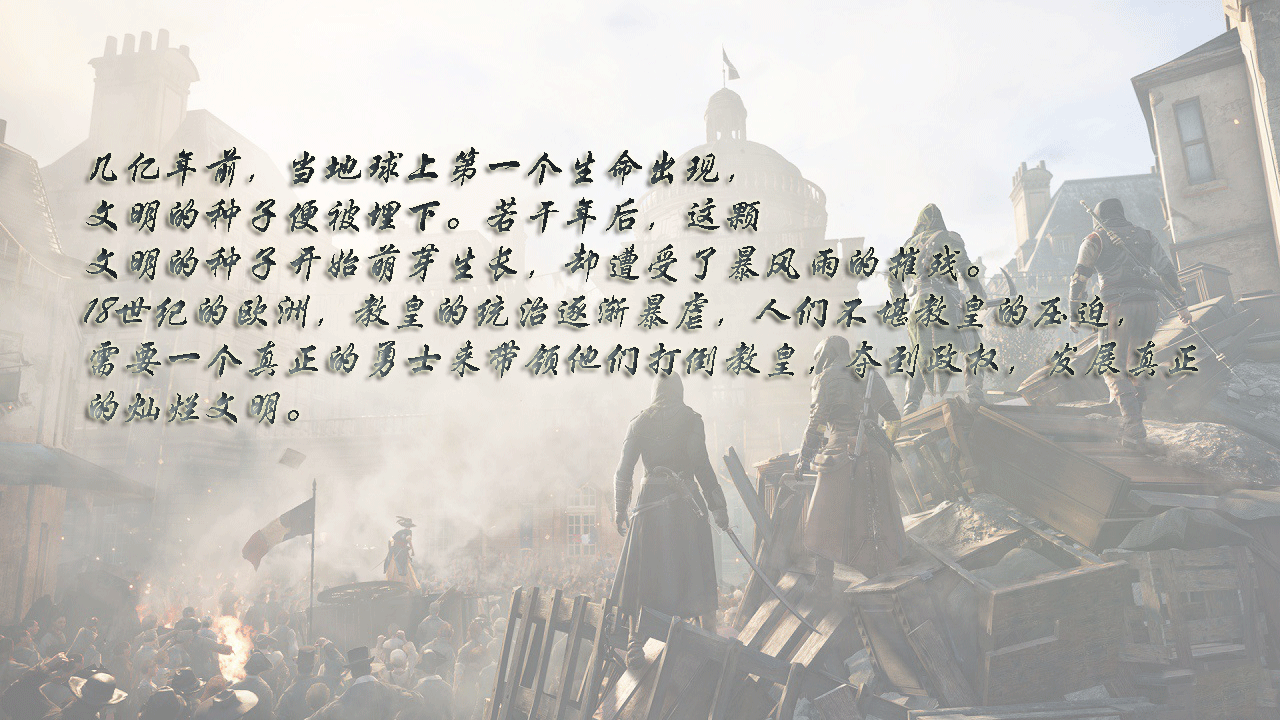 几亿年前，当地球上第一个生命出现，
文明的种子便被埋下。若干年后，这颗
文明的种子开始萌芽生长，却遭受了暴风雨的摧残。
18世纪的欧洲，教皇的统治逐渐暴虐，人们不堪教皇的压迫，
需要一个真正的勇士来带领他们打倒教皇，夺到政权，发展真正
的灿烂文明。